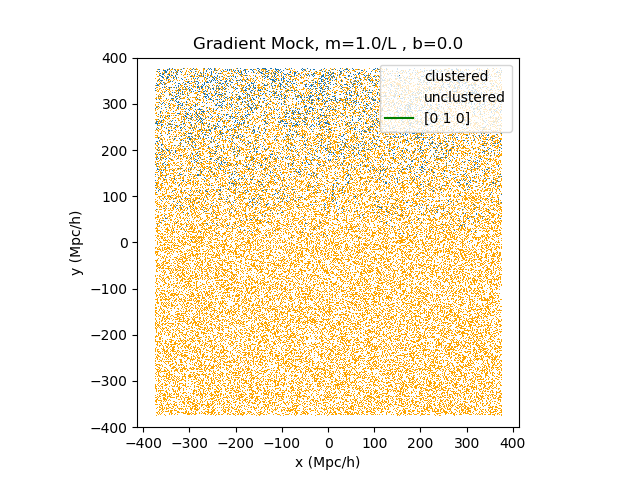 Gradient Mock, m=1.0/L , b=0.0
clustered
unclustered
[0 1 0]
400
300
200
100
0
−100
−200
−300
−400
y (Mpc/h)
−400 −300 −200 −100 0 100 200 300 400
x (Mpc/h)